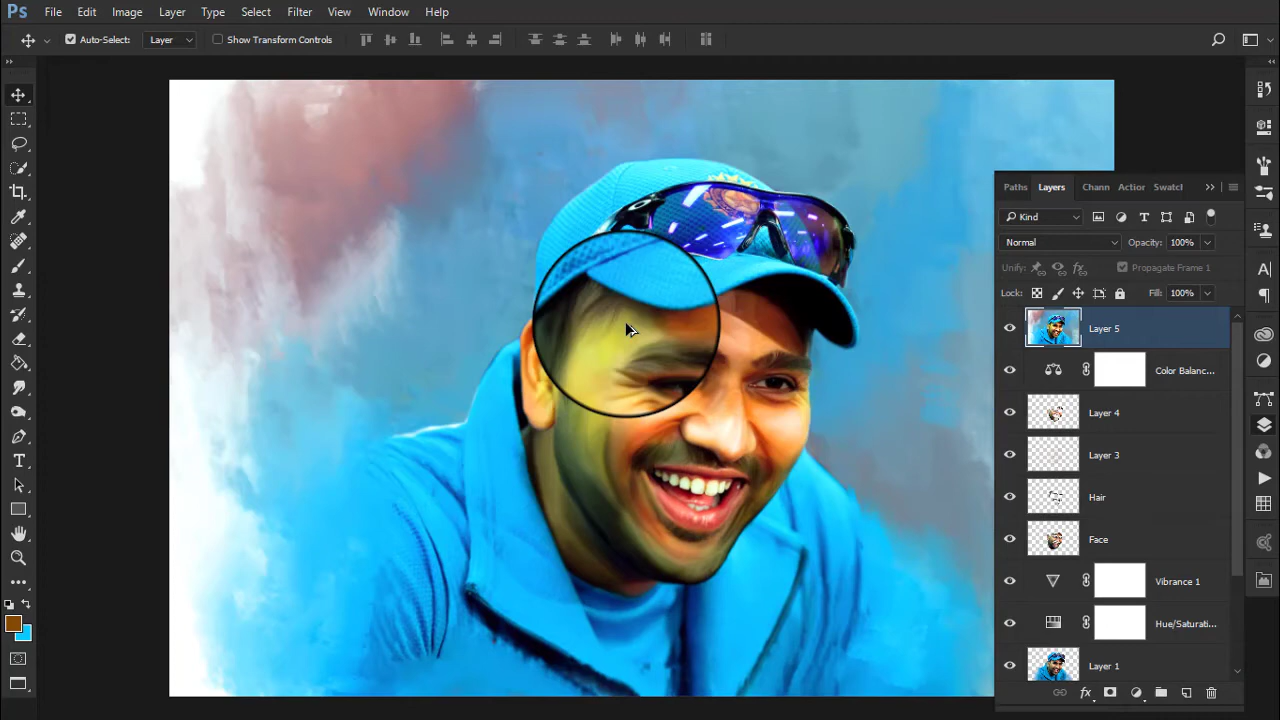 Ps File Edit Image Layer Type Select Filter 3D View Window Help
Auto-Select: Layer Show Transform Controls
Paths Layers Chann Actior Swatcl
Kind
Normal Opacity: 100%
Unify: Propagate Frame 1
Lock: Fill: 100%
Layer 5
Color Balanc...
Layer 4
Layer 3
Hair
Face
Vibrance 1
Hue/Saturati...
Layer 1